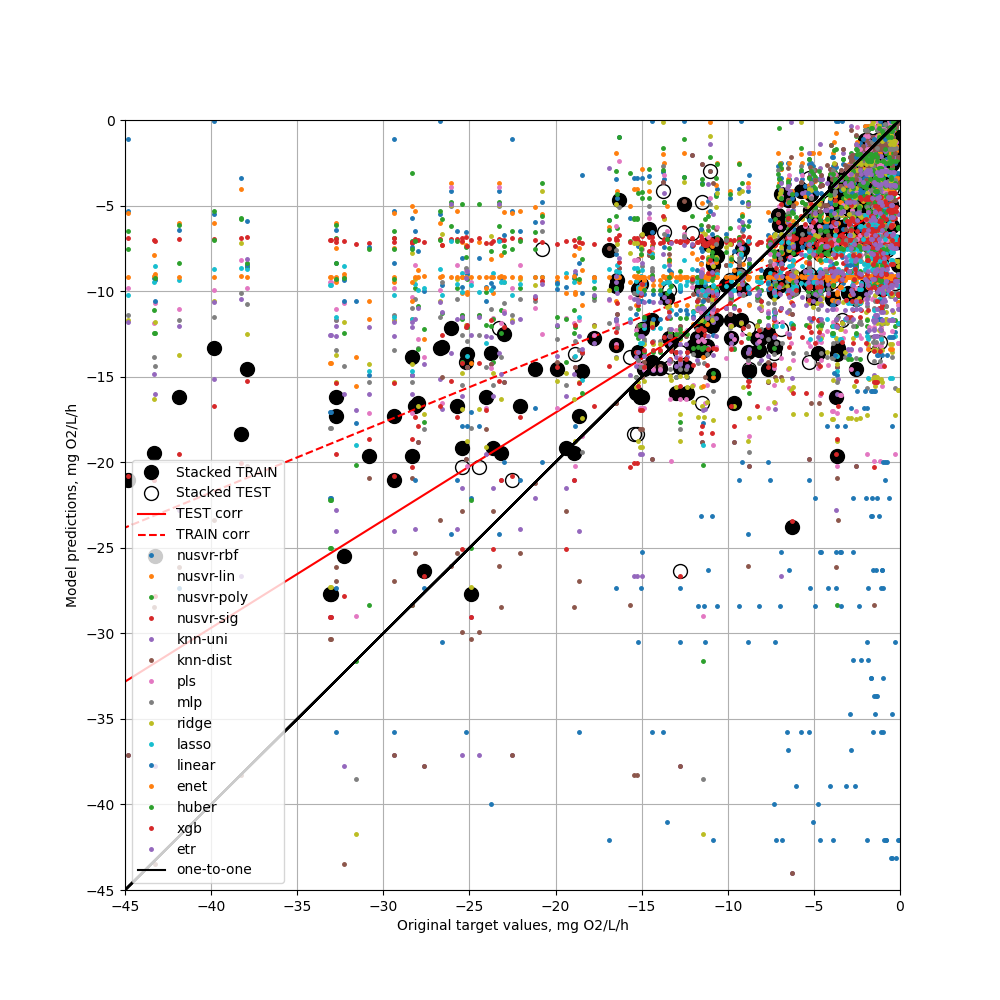 0
−5
−10
−15
−20
−25
−30
−35
−40
−45
Model predictions, mg O2/L/h
Stacked TRAIN
Stacked TEST
TEST corr
TRAIN corr
nusvr-rbf
nusvr-lin
nusvr-poly
nusvr-sig
knn-uni
knn-dist
pls
mlp
ridge
lasso
linear
enet
huber
xgb
etr
one-to-one
−45 −40 −35 −30 −25 −20 −15 −10 −5 0
Original target values, mg O2/L/h